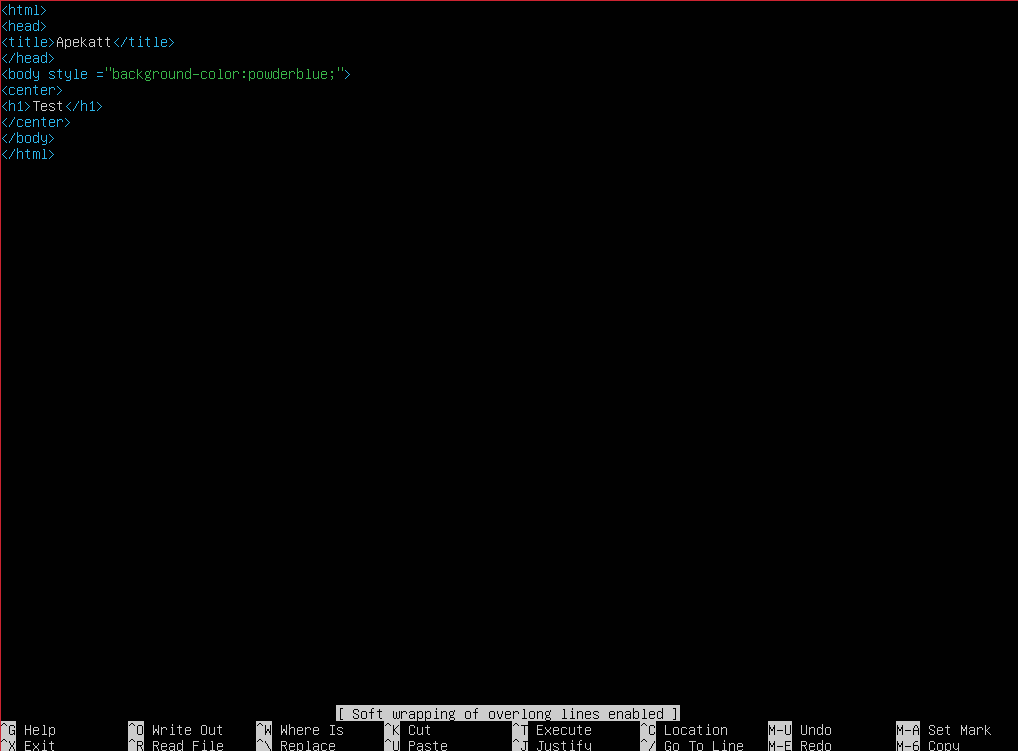 <html>
<head>
<title>Apekatt</title>
</head>
<body style ="background-color:powderblue;">
<center>
<h1>Test</h1>
</center>
</body>
</html>
[ Soft wrapping of overlong lines enabled ]
^G Help ^O Write Out ^W Where Is ^K Cut ^T Execute ^C Location M-U Undo M-A Set Mark
^X Exit ^R Read File ^\ Replace ^U Paste ^J Justify ^/ Go To Line M-E Redo M-6 Copy